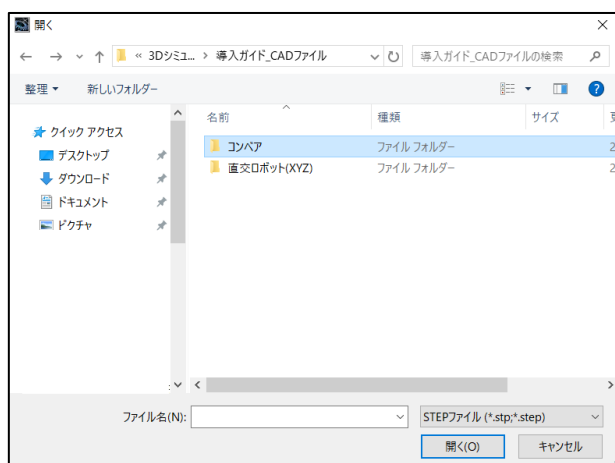 開く
« 3Dシミュ... › 導入ガイド_CADファイル
導入ガイド_CADファイルの検索
整理 新しいフォルダー
名前 種類 サイズ
クイック アクセス
コンベア ファイル フォルダー 2
デスクトップ
直交ロボット(XYZ) ファイル フォルダー 2
ダウンロード
ドキュメント
ピクチャ
ファイル名(N):
STEPファイル (*.stp;*.step)
開く(O) キャンセル